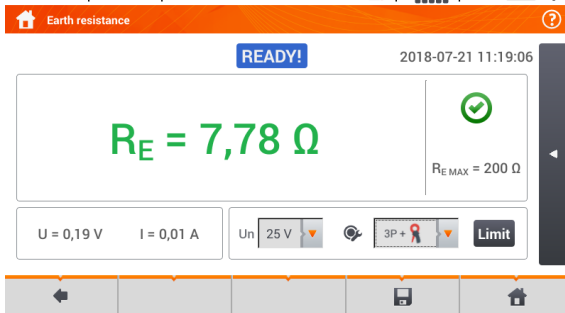 Earth resistance
?
READY!
2018-07-21 11:19:06
RE = 7,78 Ω
RE MAX = 200 Ω
U = 0,19 V I = 0,01 A
Un 25 V 3P + Limit